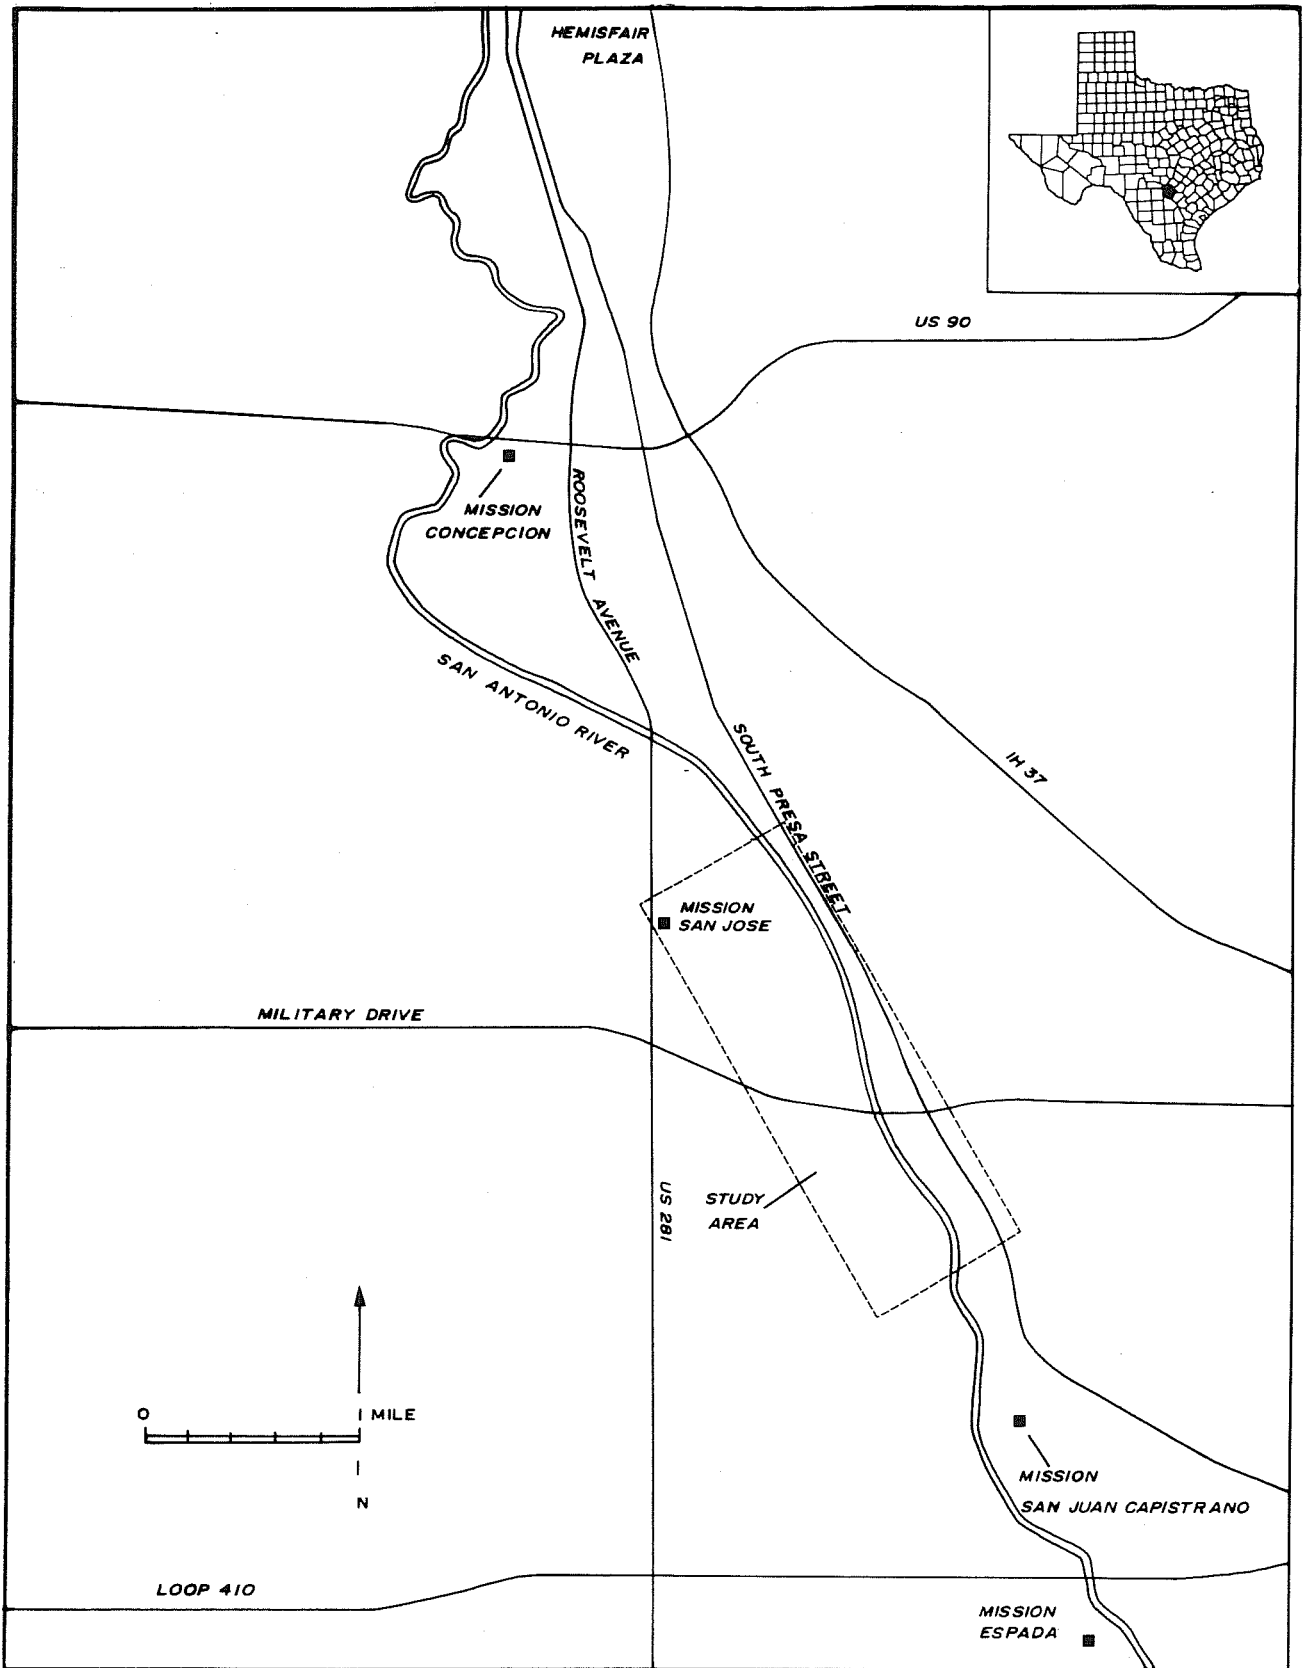 HEMISFAIR
PLAZA
US 90
MISSION
CONCEPCION
ROOSEVELT AVENUE
SAN ANTONIO RIVER
SOUTH PRESA STREET
IH 37
MISSION
SAN JOSE
MILITARY DRIVE
US 281
STUDY
AREA
0
1 MILE
N
MISSION
SAN JUAN CAPISTRANO
LOOP 410
MISSION
ESPADA